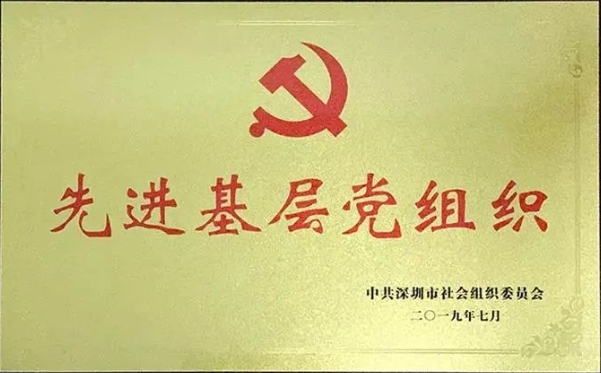 先进基层党组织
中共深圳市社会组织委员会
二〇一九年七月